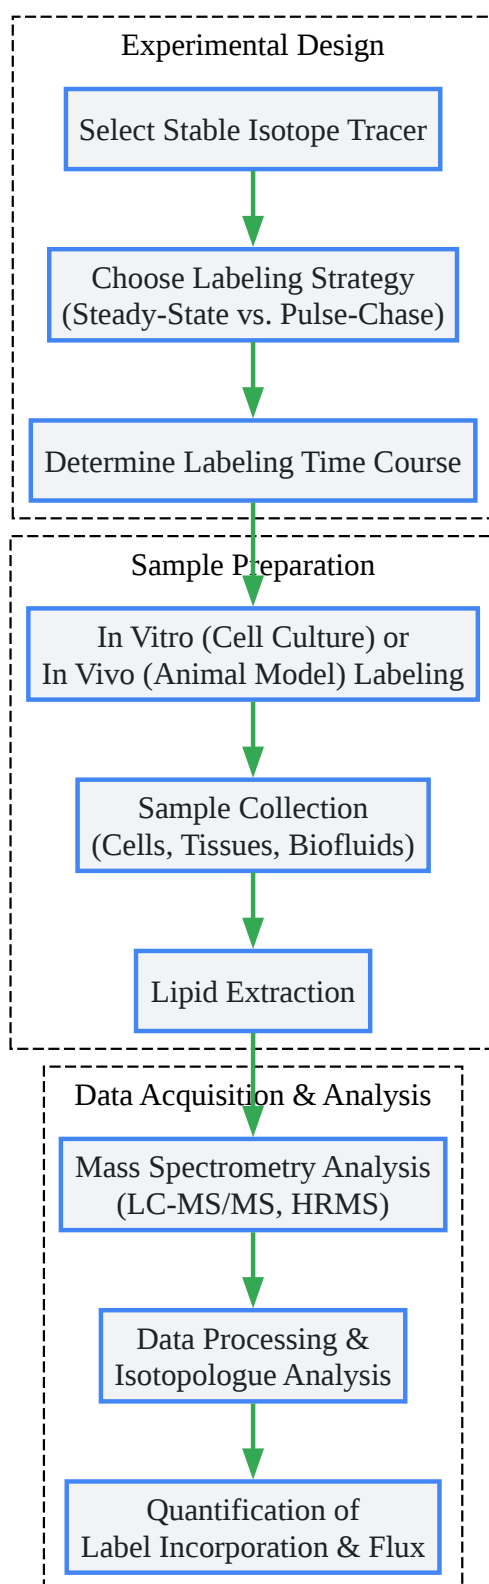 Experimental Design
Select Stable Isotope Tracer
Choose Labeling Strategy
(Steady-State vs. Pulse-Chase)
Determine Labeling Time Course
Sample Preparation
In Vitro (Cell Culture) or
In Vivo (Animal Model) Labeling
Sample Collection
(Cells, Tissues, Biofluids)
Lipid Extraction
Data Acquisition & Analysis
Mass Spectrometry Analysis
(LC-MS/MS, HRMS)
Data Processing &
Isotopologue Analysis
Quantification of
Label Incorporation & Flux